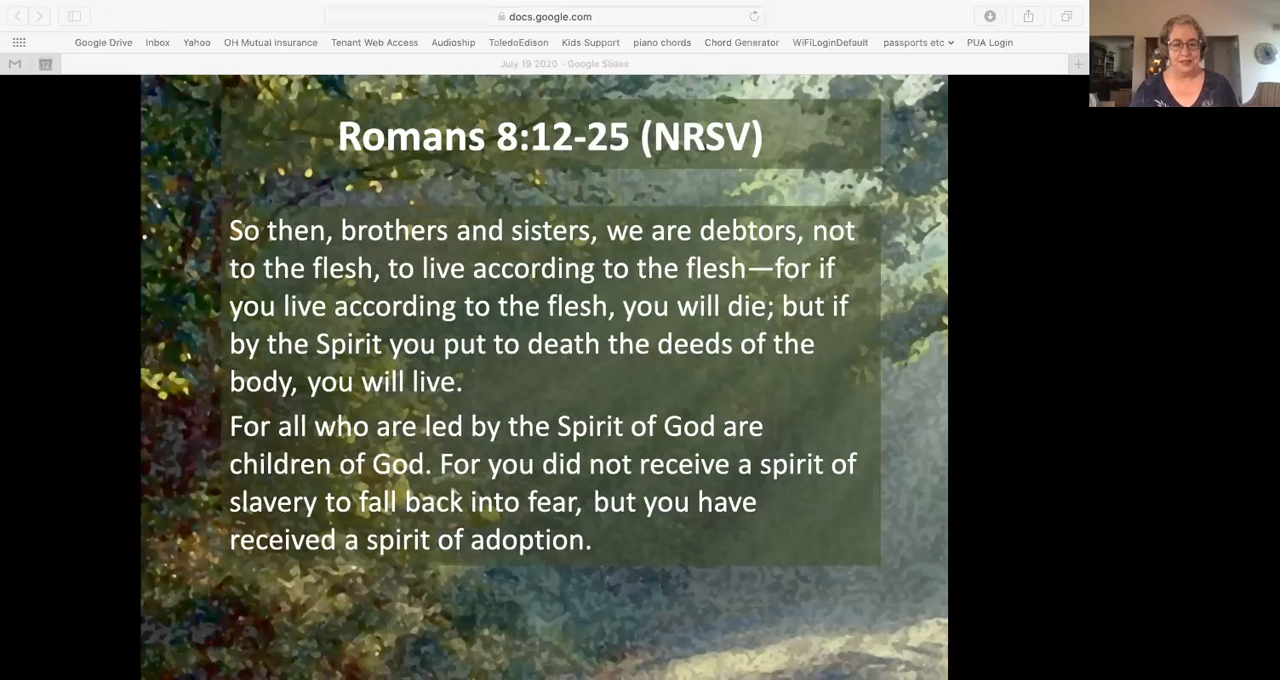 docs.google.com
Google Drive Inbox Yahoo OH Mutual Insurance Tenant Web Access Audioship ToledoEdison Kids Support piano chords Chord Generator WiFiLoginDefault passports etc PUA Login
M 12 July 19 2020 - Google Slides
Romans 8:12-25 (NRSV)
So then, brothers and sisters, we are debtors, not
to the flesh, to live according to the flesh—for if
you live according to the flesh, you will die; but if
by the Spirit you put to death the deeds of the
body, you will live.
For all who are led by the Spirit of God are
children of God. For you did not receive a spirit of
slavery to fall back into fear, but you have
received a spirit of adoption.